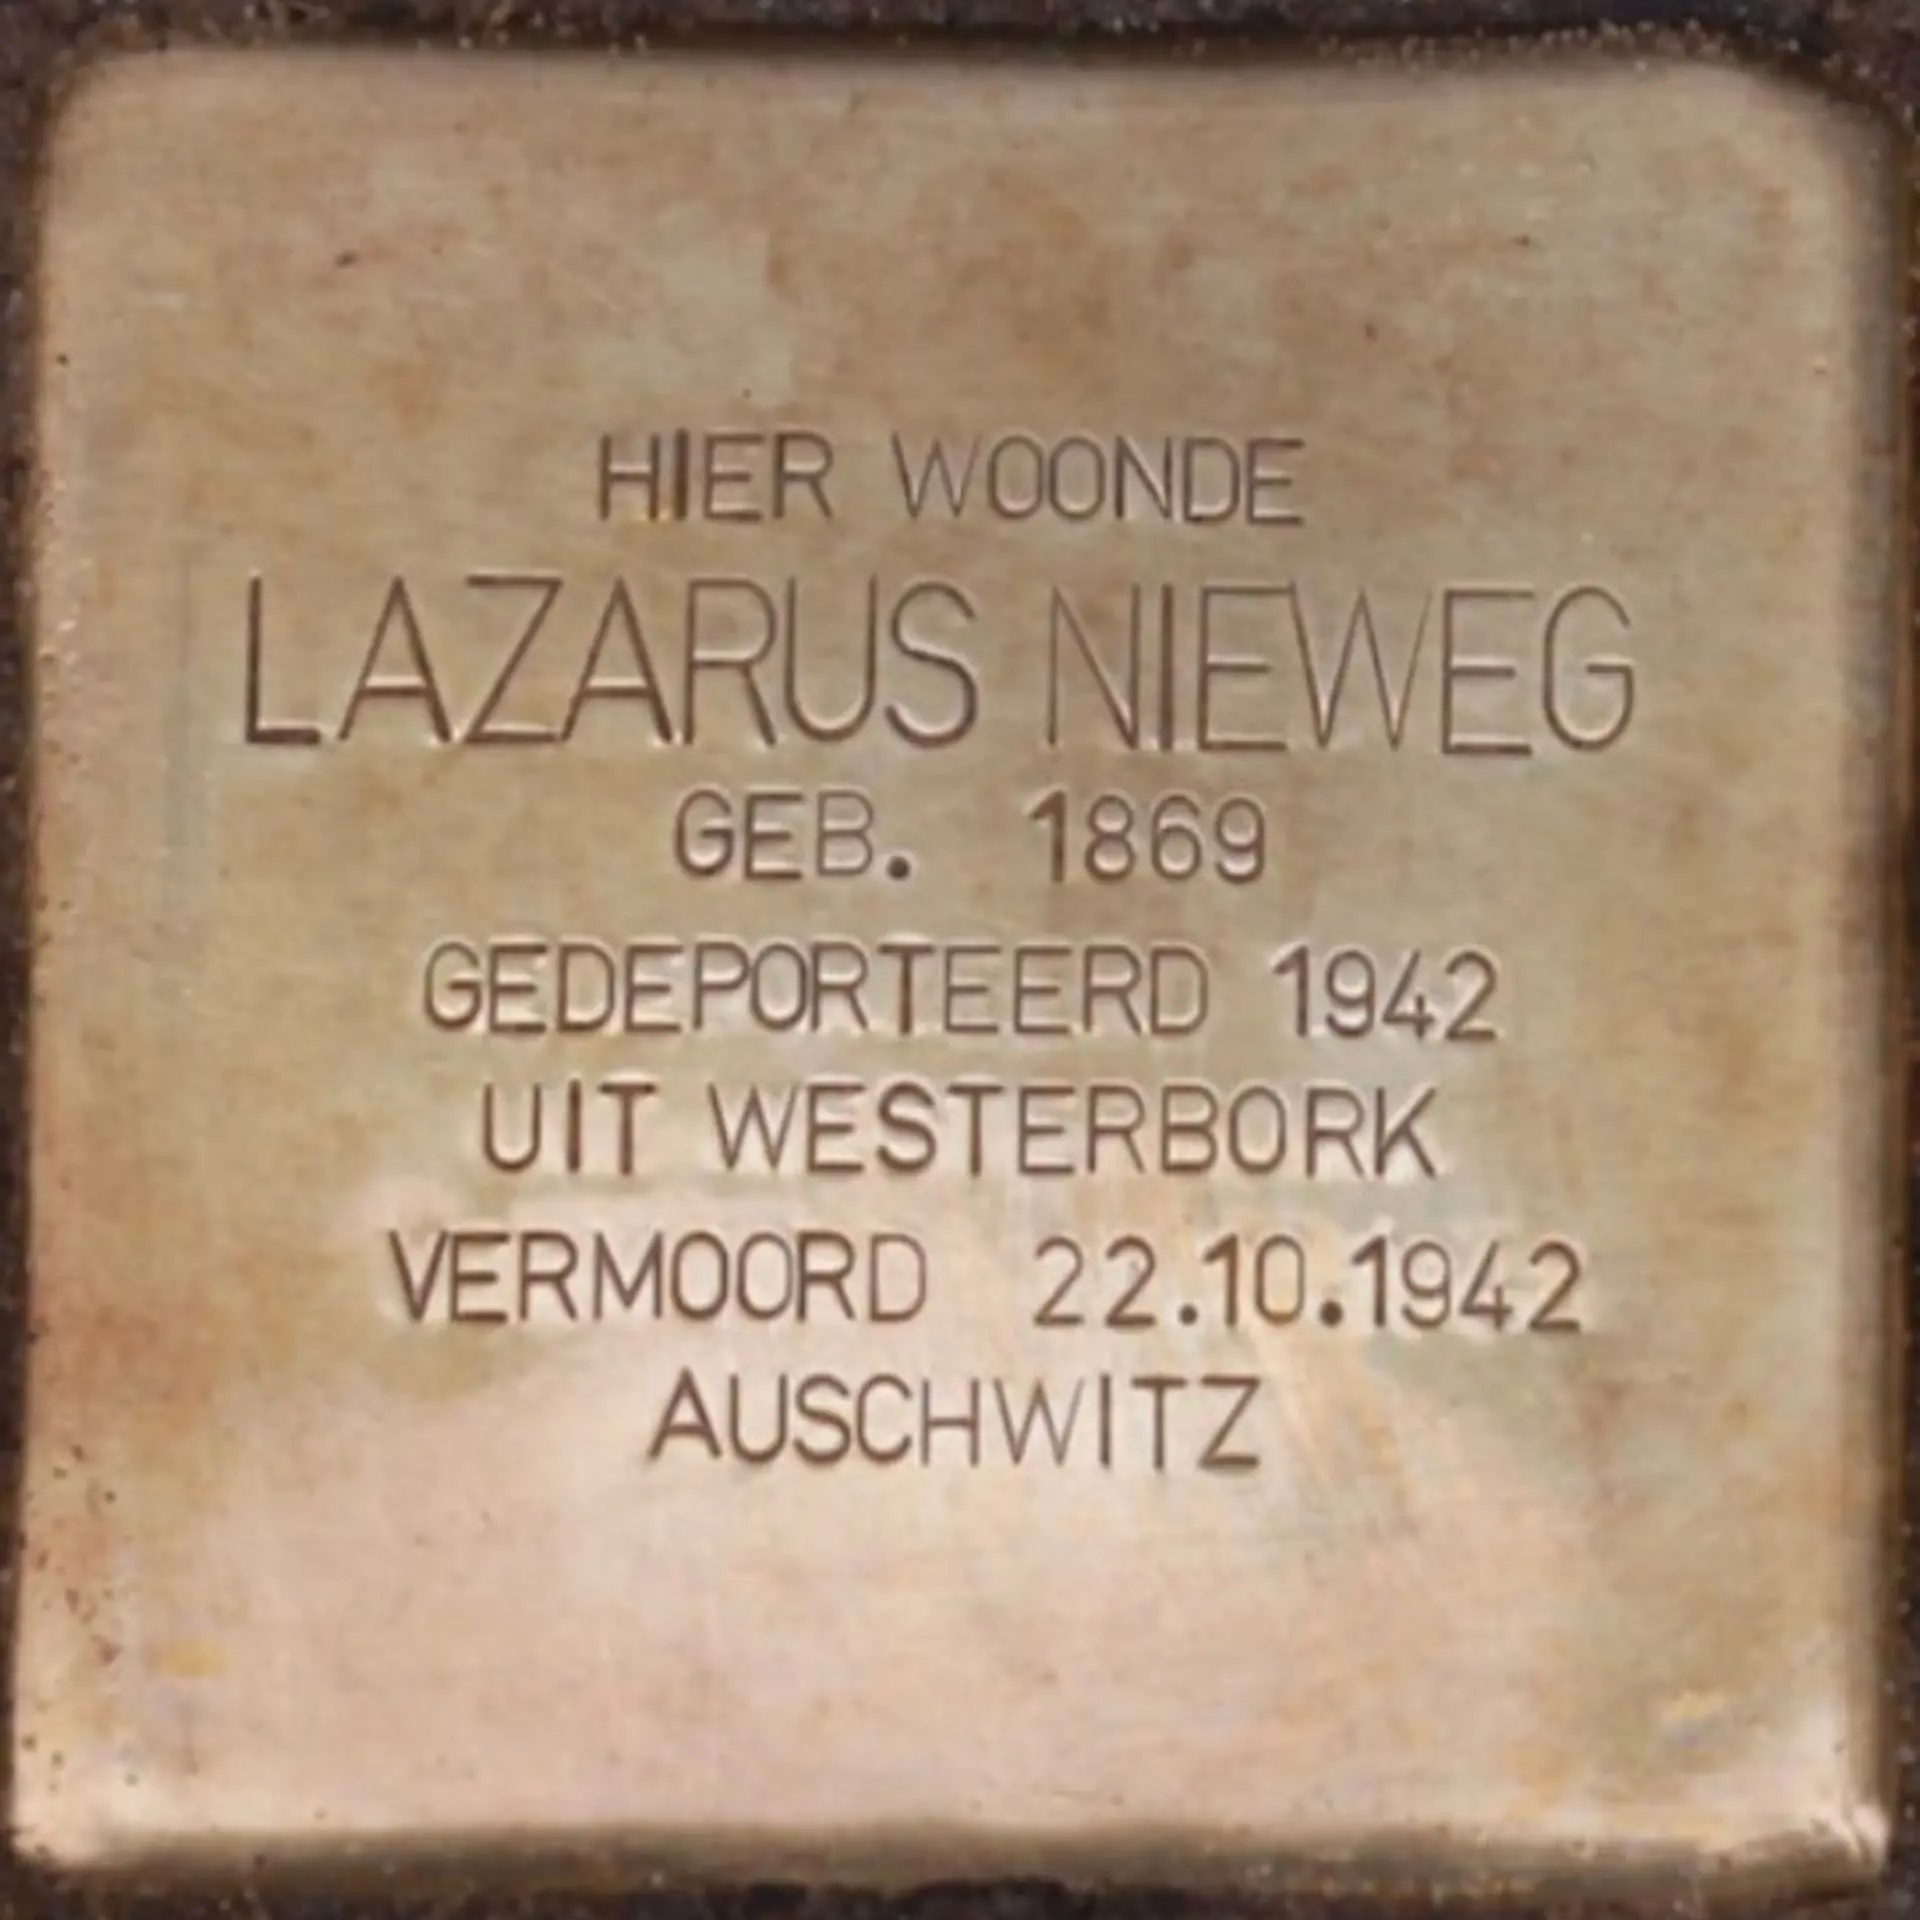 HIER WOONDE
LAZARUS NIEWEG
GEB. 1869
GEDEPORTEERD 1942
UIT WESTERBORK
VERMOORD 22.10.1942
AUSCHWITZ